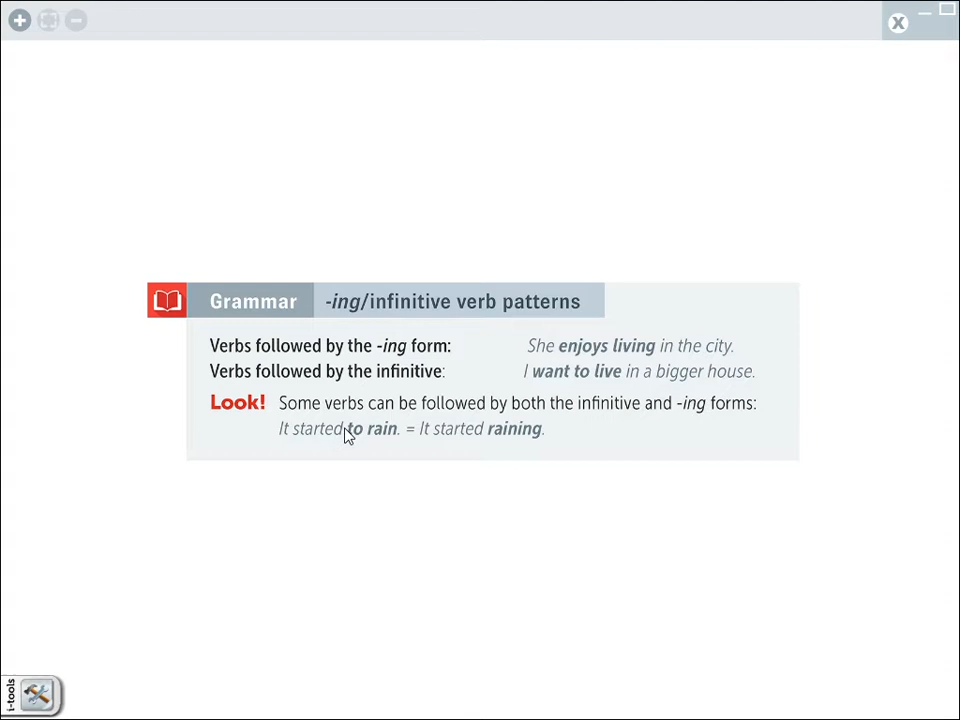 Grammar -ing/infinitive verb patterns
Verbs followed by the -ing form: She enjoys living in the city.
Verbs followed by the infinitive: I want to live in a bigger house.
Look! Some verbs can be followed by both the infinitive and -ing forms:
It started to rain. = It started raining.
i-tools